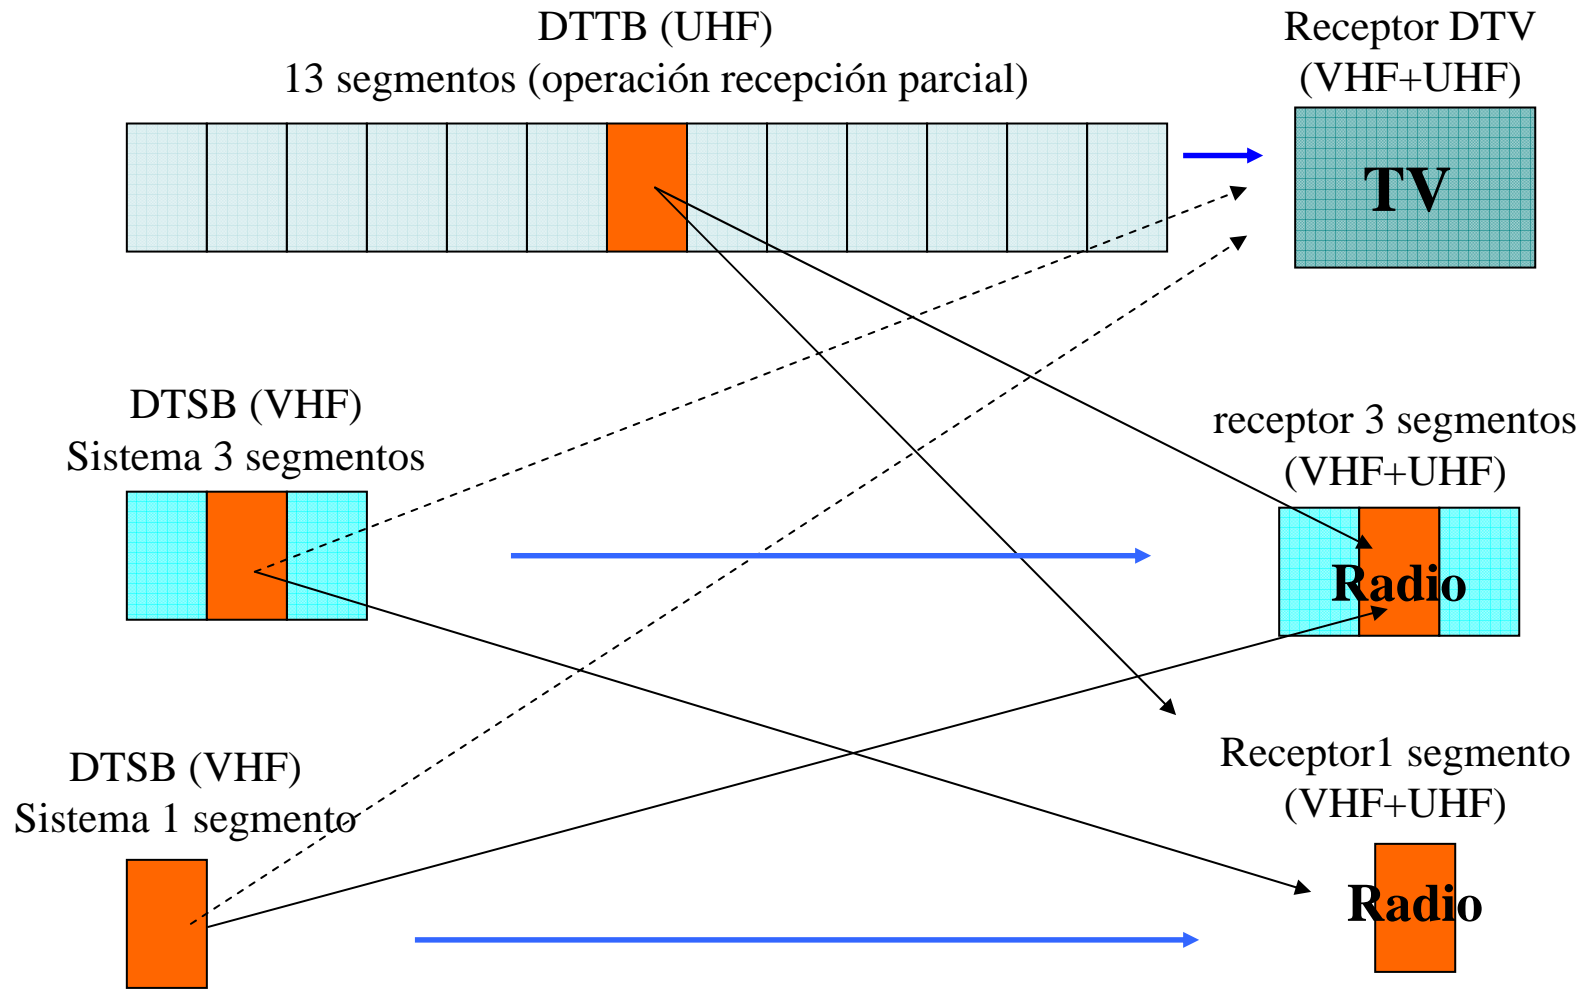 DTTB (UHF)
13 segmentos (operación recepción parcial)
Receptor DTV
(VHF+UHF)
TV
DTSB (VHF)
Sistema 3 segmentos
receptor 3 segmentos
(VHF+UHF)
Radio
DTSB (VHF)
Sistema 1 segmento
Receptor1 segmento
(VHF+UHF)
Radio